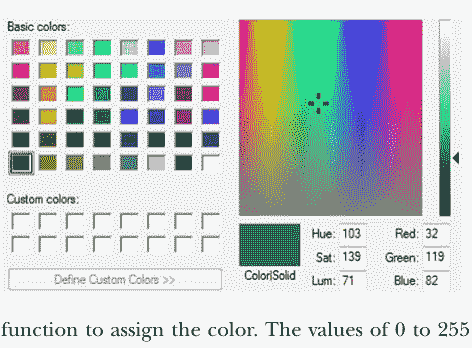 Basic colors:
Custom colors:
Define Custom Colors >>
Color|Solid
Hue: 103
Sat: 139
Lum: 71
Red: 32
Green: 119
Blue: 82
function to assign the color. The values of 0 to 255